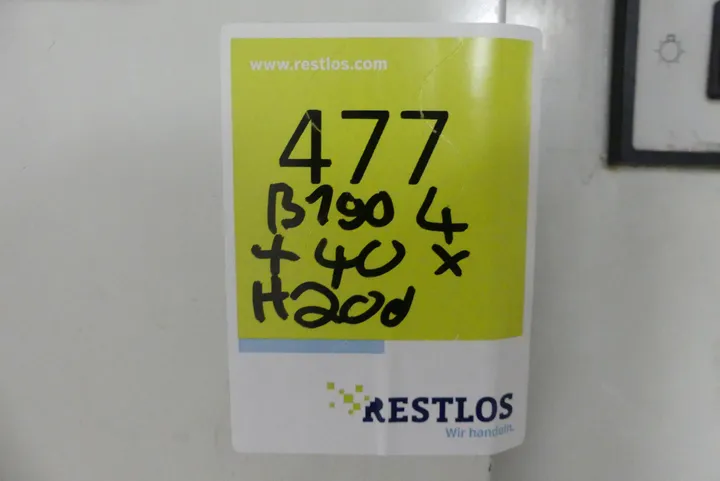 www.restlos.com
477
B190 4
+ 40 x
H200
RESTLOS
Wir handeln.